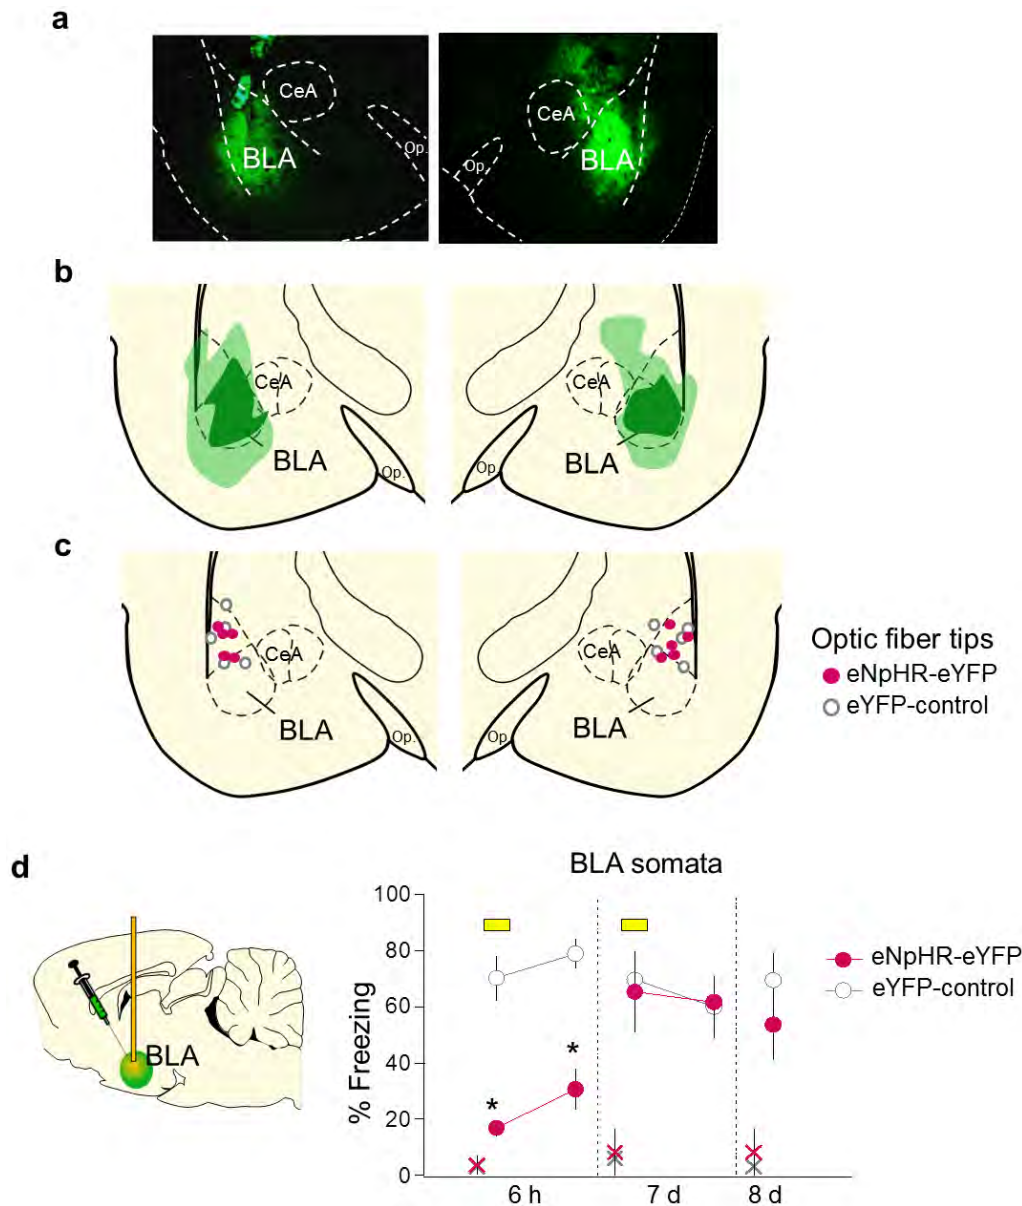 a
CeA
BLA
Op.
CeA
BLA
Op.
b
CeA
BLA
Op.
CeA
BLA
Op.
c
CeA
BLA
Op.
CeA
BLA
Op.
Optic fiber tips
eNpHR-eYFP
eYFP-control
d
BLA
BLA somata
% Freezing
100
80
60
40
20
0
*
*
6 h
7 d
8 d
eNpHR-eYFP
eYFP-control